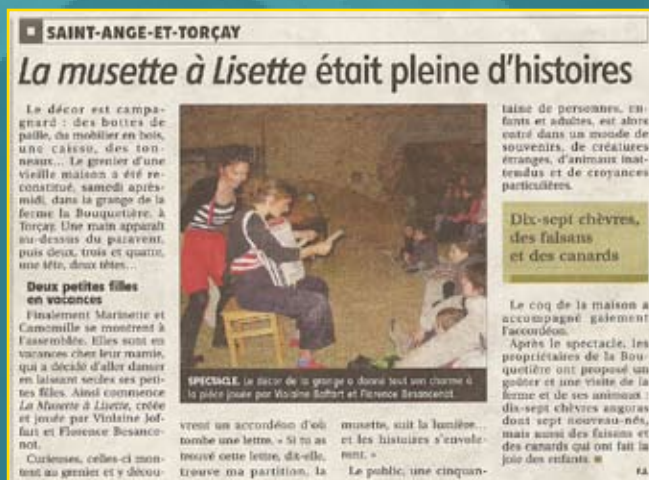 SAINT-ANGE-ET-TORÇAY
La musette à Lisette était pleine d'histoires
Le décor est campa-
gnard : des bottes de
paille, du mobilier en bois,
une caisse, des ton-
neaux... Le grenier d'une
vieille maison a été re-
constitué, samedi après-
midi, dans la grange de la
ferme la Bouquetière, à
Torçay. Une main apparaît
au-dessus du paravent,
puis deux, trois et quatre,
une tête, deux têtes...
Deux petites filles
en vacances
Finalement Marinette et
Camomille se montrent à
l'assemblée. Elles sont en
vacances chez leur mamie,
qui a décidé d'aller danser
en laissant seules ses peti-
tes filles. Ainsi commence
La Musette à Lisette, créée
et jouée par Violaine Jof-
fart et Florence Besance-
not.
Curieuses, celles-ci mon-
tent au grenier et y décou-
SPECTACLE. Le décor de la grange a donné tout son charme à
la pièce jouée par Violaine Boffart et Florence Besancenot.
vrent un accordéon d'où
tombe une lettre. « Si tu as
trouvé cette lettre, dit-elle,
trouve ma partition, la
musette, suit la lumière...
et les histoires s'envole-
ront. »
Le public, une cinquan-
taine de personnes, en-
fants et adultes, est alors
entré dans un monde de
souvenirs, de créatures
étranges, d'animaux inat-
tendus et de croyances
particulières.
Dix-sept chèvres,
des faisans
et des canards
Le coq de la maison a
accompagné gaiement
l'accordéon.
Après le spectacle, les
propriétaires de la Bou-
quetière ont proposé un
goûter et une visite de la
ferme et de ses animaux :
dix-sept chèvres angoras
dont sept nouveau-nés,
mais aussi des faisans et
des canards qui ont fait la
joie des enfants.